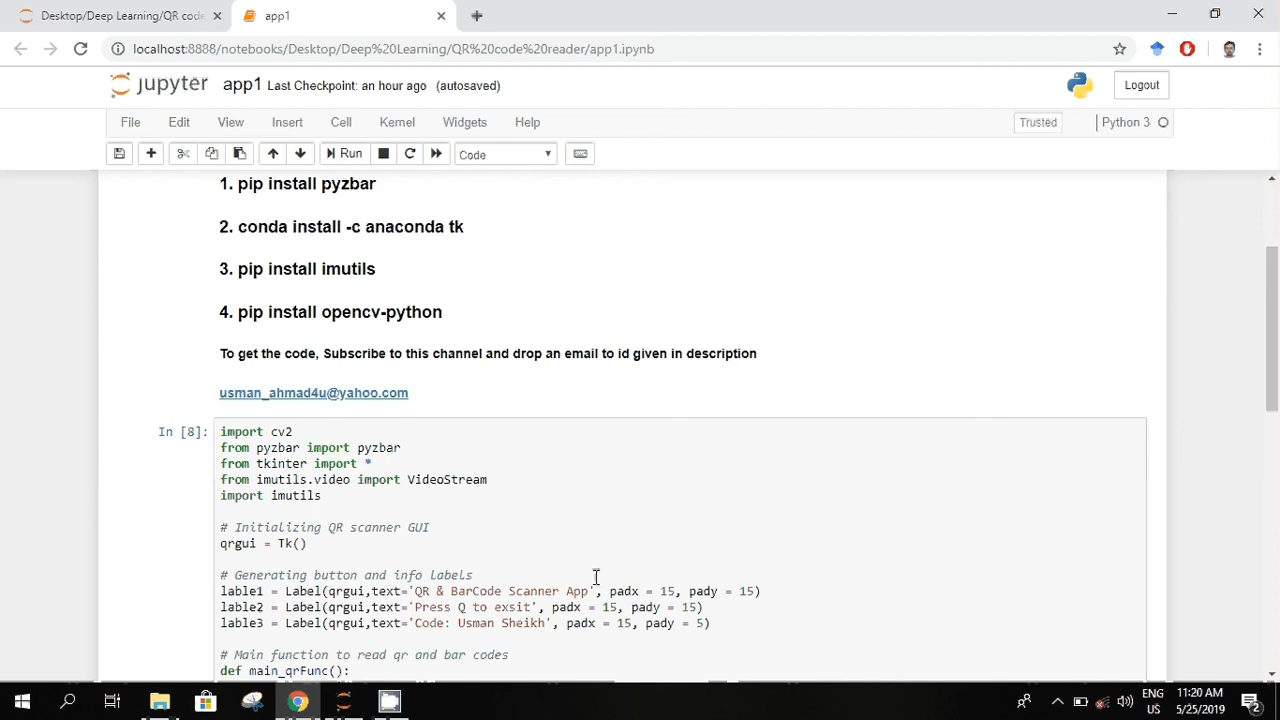 Desktop/Deep Learning/QR code
app1
localhost:8888/notebooks/Desktop/Deep%20Learning/QR%20code%20reader/app1.ipynb
jupyter app1 Last Checkpoint: an hour ago (autosaved)
Logout
File Edit View Insert Cell Kernel Widgets Help
Trusted
Python 3
Run
Code
1. pip install pyzbar
2. conda install -c anaconda tk
3. pip install imutils
4. pip install opencv-python
To get the code, Subscribe to this channel and drop an email to id given in description
usman_ahmad4u@yahoo.com
In [8]:
import cv2
from pyzbar import pyzbar
from tkinter import *
from imutils.video import VideoStream
import imutils
# Initializing QR scanner GUI
qrgui = Tk()
# Generating button and info labels
lable1 = Label(qrgui,text='QR & BarCode Scanner App', padx = 15, pady = 15)
lable2 = Label(qrgui,text='Press Q to exsit', padx = 15, pady = 15)
lable3 = Label(qrgui,text='Code: Usman Sheikh', padx = 15, pady = 5)
# Main function to read qr and bar codes
def main_qrFunc():
ENG
US
11:20 AM
5/25/2019
2